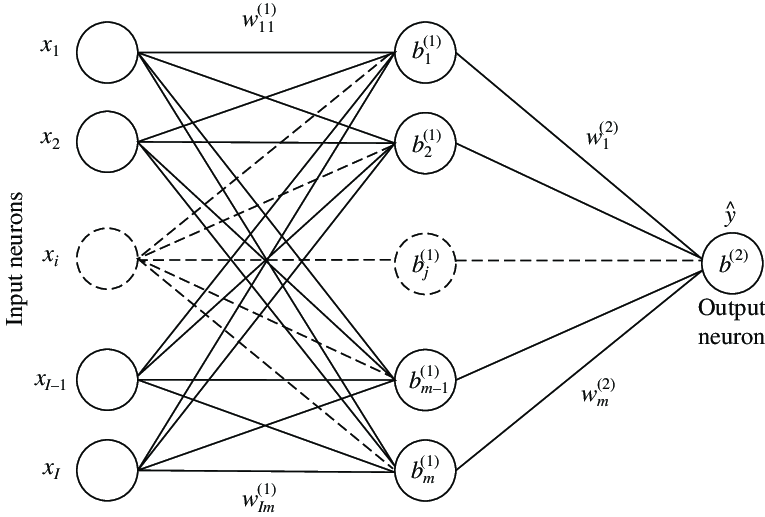 w_{11}^{(1)}
x_1
b_1^{(1)}
x_2
b_2^{(1)}
w_1^{(2)}
Input neurons
x_i
b_j^{(1)}
ŷ
b^{(2)}
Output
neuron
x_{I–1}
b_{m–1}^{(1)}
w_m^{(2)}
x_I
b_m^{(1)}
w_{Im}^{(1)}